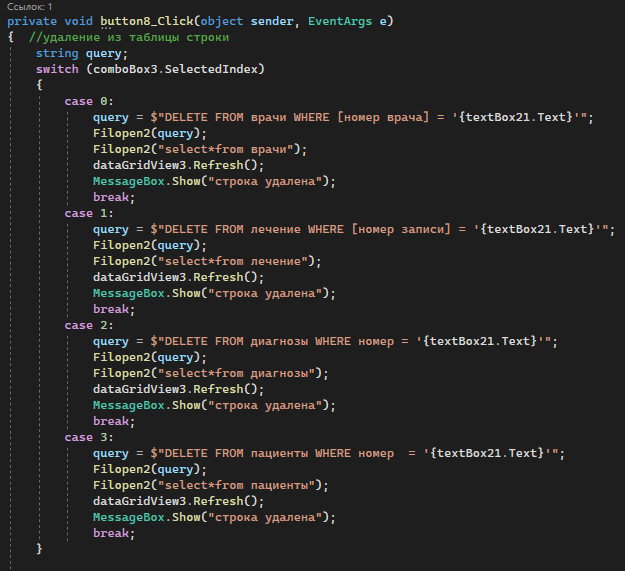 Ссылок: 1
private void button8_Click(object sender, EventArgs e)
{  //удаление из таблицы строки
    string query;
    switch (comboBox3.SelectedIndex)
    {
        case 0:
            query = $"DELETE FROM врачи WHERE [номер врача] = '{textBox21.Text}'";
            Filopen2(query);
            Filopen2("select*from врачи");
            dataGridView3.Refresh();
            MessageBox.Show("строка удалена");
            break;
        case 1:
            query = $"DELETE FROM лечение WHERE [номер записи] = '{textBox21.Text}'";
            Filopen2(query);
            Filopen2("select*from лечение");
            dataGridView3.Refresh();
            MessageBox.Show("строка удалена");
            break;
        case 2:
            query = $"DELETE FROM диагнозы WHERE номер = '{textBox21.Text}'";
            Filopen2(query);
            Filopen2("select*from диагнозы");
            dataGridView3.Refresh();
            MessageBox.Show("строка удалена");
            break;
        case 3:
            query = $"DELETE FROM пациенты WHERE номер  = '{textBox21.Text}'";
            Filopen2(query);
            Filopen2("select*from пациенты");
            dataGridView3.Refresh();
            MessageBox.Show("строка удалена");
            break;
    }